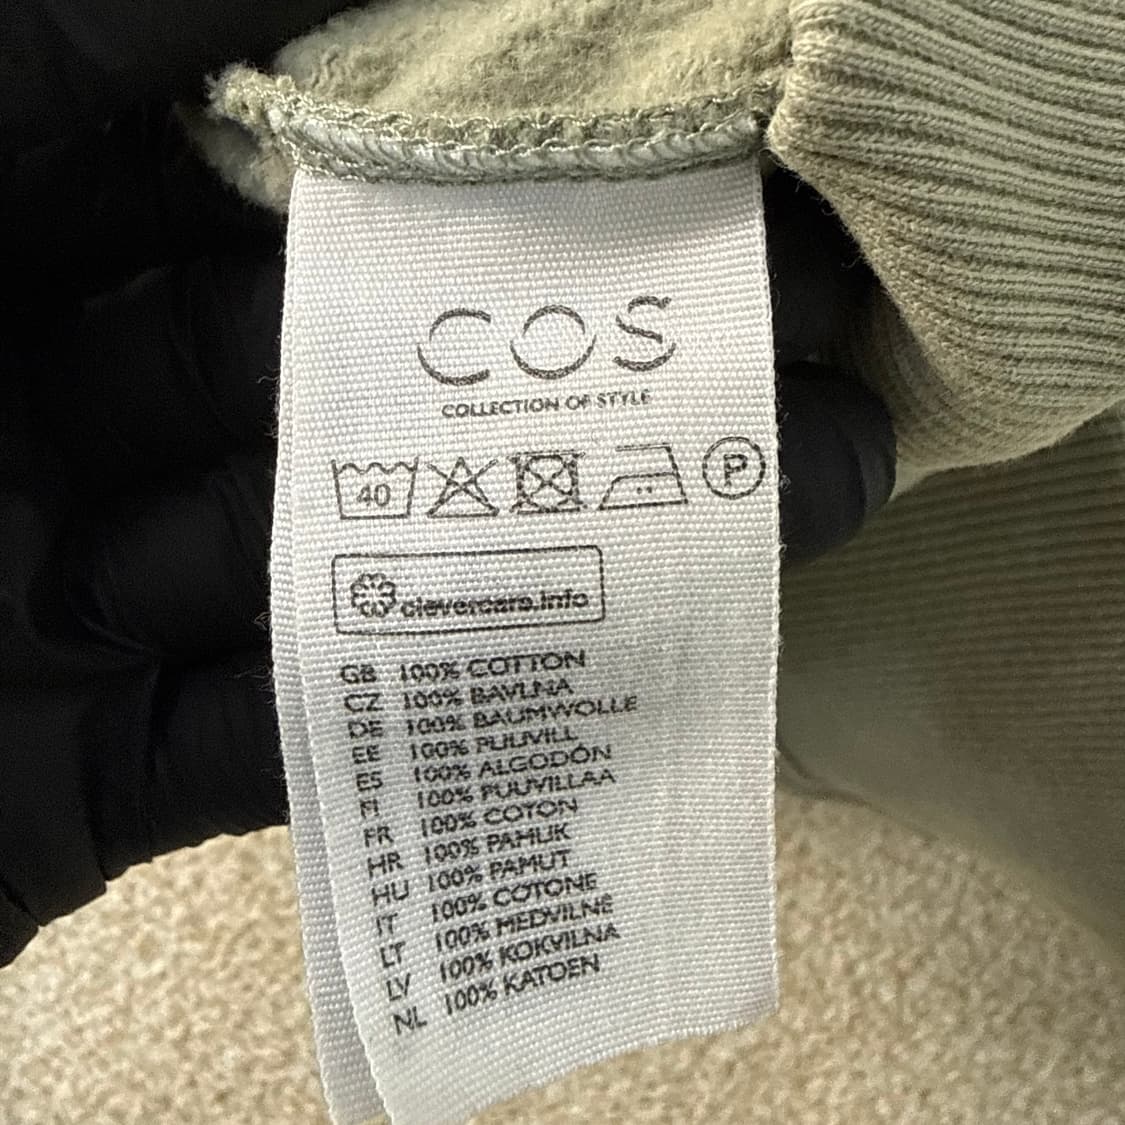 COS
COLLECTION OF STYLE
40 P
clevercare.info
GB 100% COTTON
CZ 100% BAVLNA
DE 100% BAUMWOLLE
EE 100% PUUVILL
ES 100% ALGODÓN
FI 100% PUUVILLAA
FR 100% COTON
HR 100% PAMUK
HU 100% PAMUT
IT 100% COTONE
LT 100% MEDVILNĖ
LV 100% KOKVILNA
NL 100% KATOEN